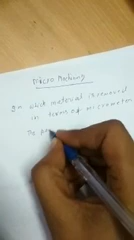 Micro Machining
In which material removed
in terms of micrometer